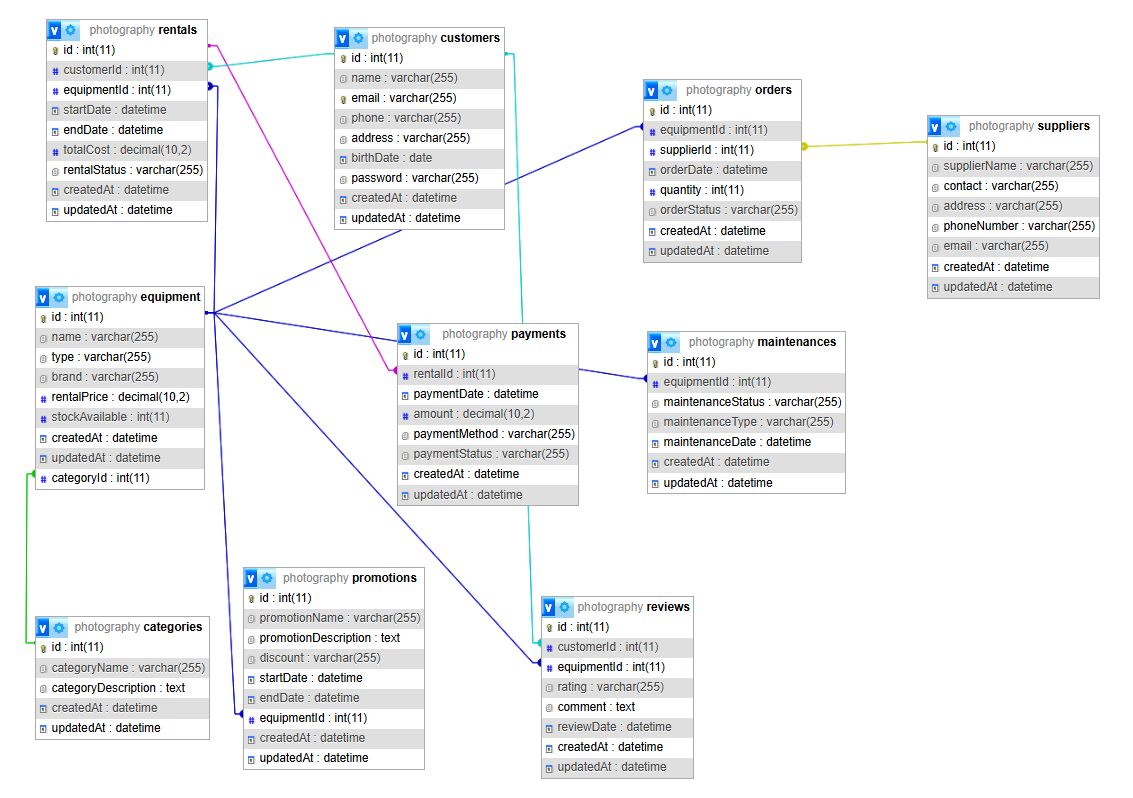 photography rentals
id : int(11)
customerId : int(11)
equipmentId : int(11)
startDate : datetime
endDate : datetime
totalCost : decimal(10,2)
rentalStatus : varchar(255)
createdAt : datetime
updatedAt : datetime
photography customers
id : int(11)
name : varchar(255)
email : varchar(255)
phone : varchar(255)
address : varchar(255)
birthDate : date
password : varchar(255)
createdAt : datetime
updatedAt : datetime
photography orders
id : int(11)
equipmentId : int(11)
supplierId : int(11)
orderDate : datetime
quantity : int(11)
orderStatus : varchar(255)
createdAt : datetime
updatedAt : datetime
photography suppliers
id : int(11)
supplierName : varchar(255)
contact : varchar(255)
address : varchar(255)
phoneNumber : varchar(255)
email : varchar(255)
createdAt : datetime
updatedAt : datetime
photography equipment
id : int(11)
name : varchar(255)
type : varchar(255)
brand : varchar(255)
rentalPrice : decimal(10,2)
stockAvailable : int(11)
createdAt : datetime
updatedAt : datetime
categoryId : int(11)
photography payments
id : int(11)
rentalId : int(11)
paymentDate : datetime
amount : decimal(10,2)
paymentMethod : varchar(255)
paymentStatus : varchar(255)
createdAt : datetime
updatedAt : datetime
photography maintenances
id : int(11)
equipmentId : int(11)
maintenanceStatus : varchar(255)
maintenanceType : varchar(255)
maintenanceDate : datetime
createdAt : datetime
updatedAt : datetime
photography categories
id : int(11)
categoryName : varchar(255)
categoryDescription : text
createdAt : datetime
updatedAt : datetime
photography promotions
id : int(11)
promotionName : varchar(255)
promotionDescription : text
discount : varchar(255)
startDate : datetime
endDate : datetime
equipmentId : int(11)
createdAt : datetime
updatedAt : datetime
photography reviews
id : int(11)
customerId : int(11)
equipmentId : int(11)
rating : varchar(255)
comment : text
reviewDate : datetime
createdAt : datetime
updatedAt : datetime